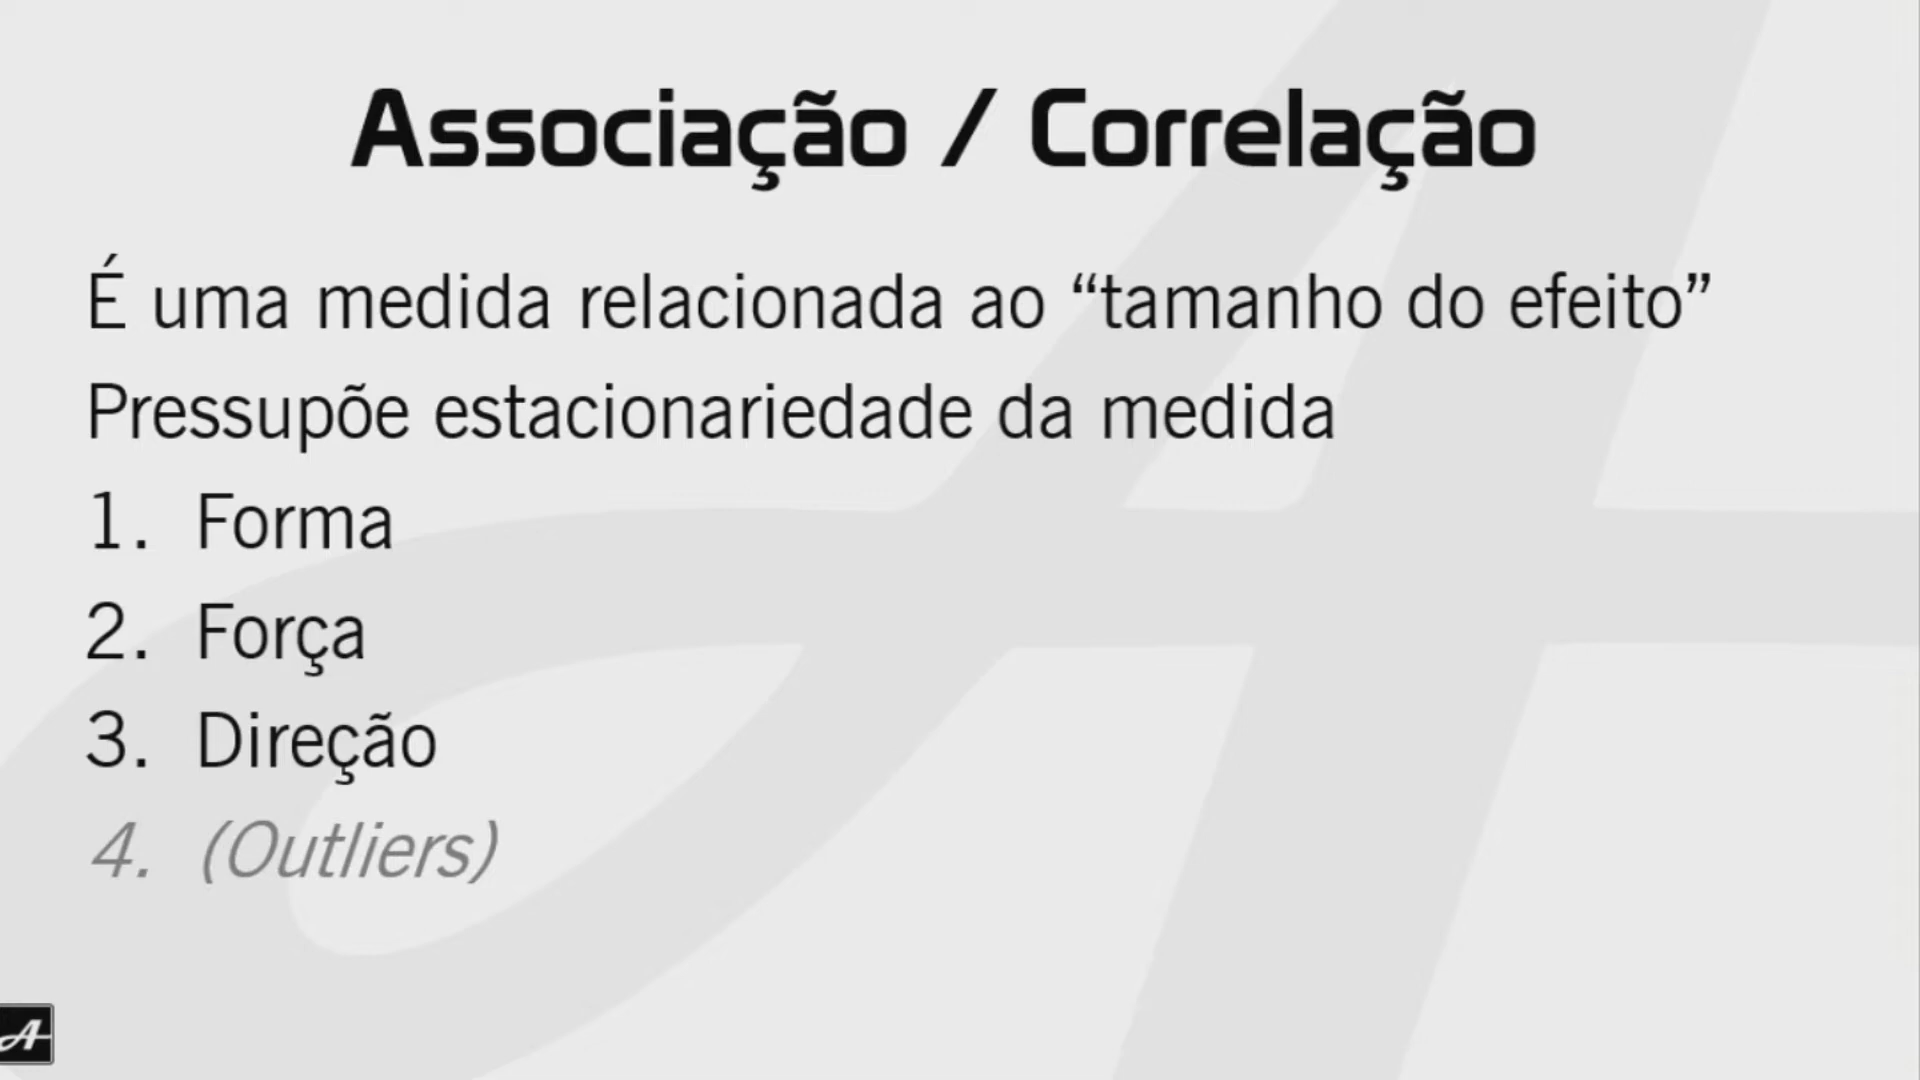 Associação / Correlação
É uma medida relacionada ao “tamanho do efeito”
Pressupõe estacionariedade da medida
1. Forma
2. Força
3. Direção
4. (Outliers)
A